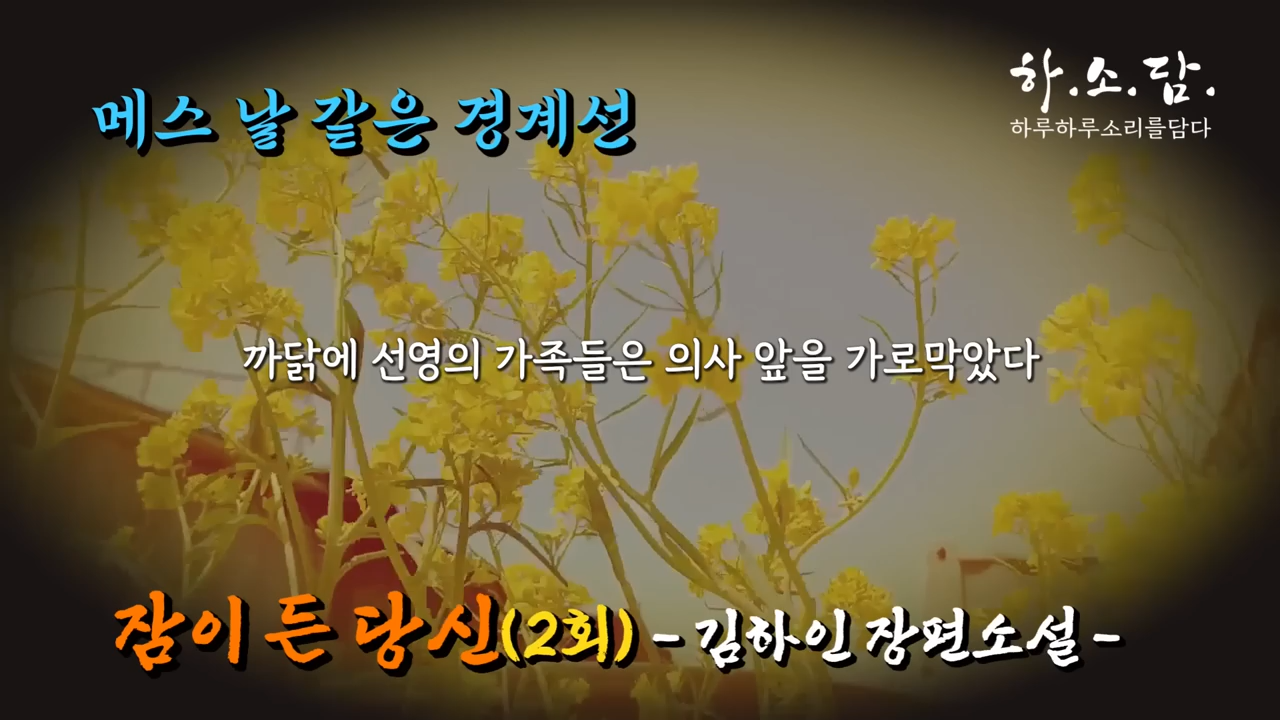 하.소.담.
하루하루소리를담다
메스 날 같은 경계선
까닭에 선영의 가족들은 의사 앞을 가로막았다
잠이 든 당신(2회) - 김하인 장편소설 -